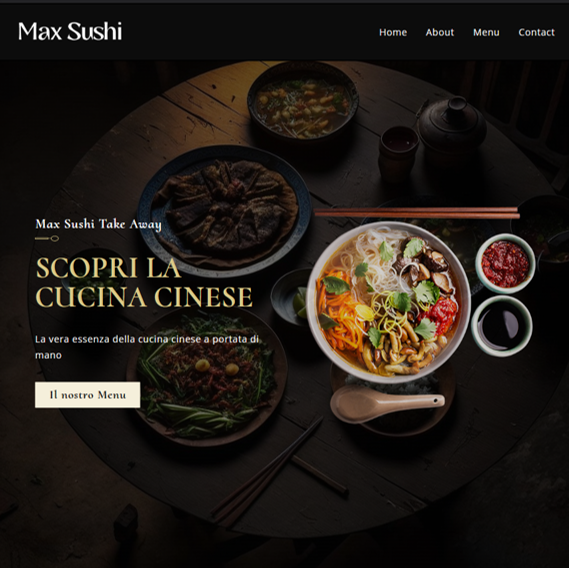 Max Sushi
Home About Menu Contact
Max Sushi Take Away
SCOPRI LA
CUCINA CINESE
La vera essenza della cucina cinese a portata di
mano
Il nostro Menu